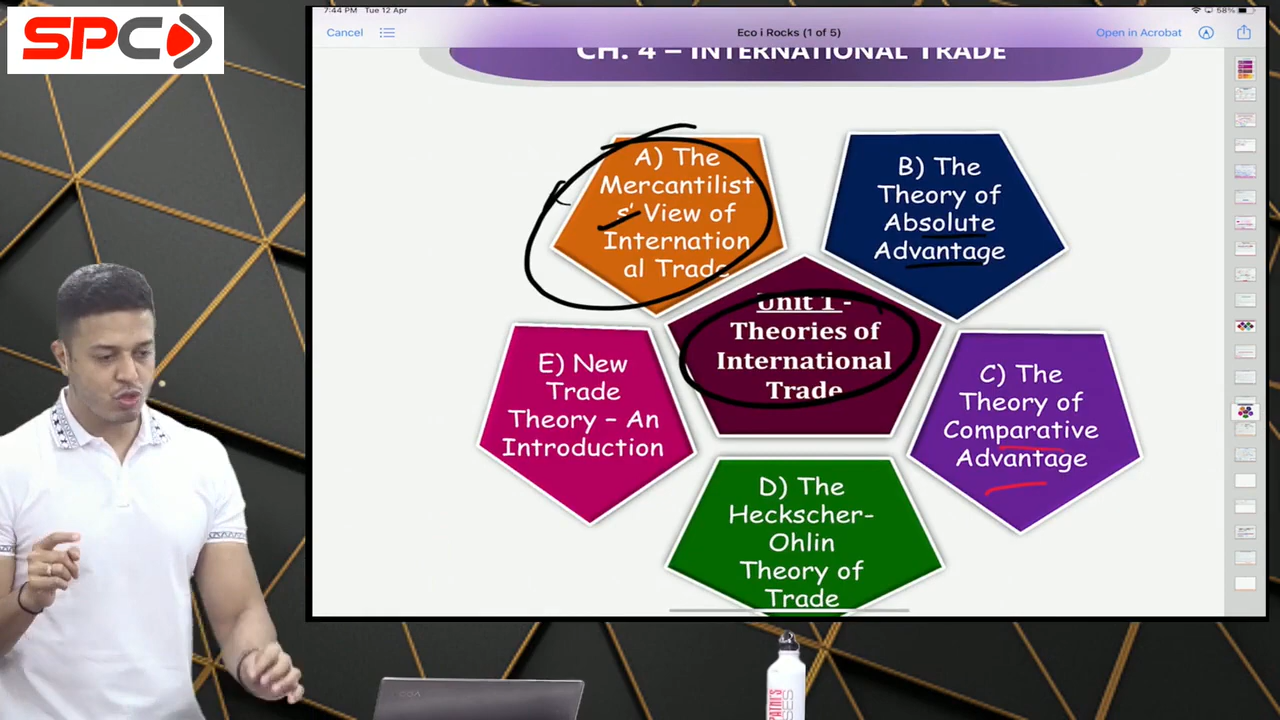 SPC
7:44 PM Tue 12 Apr
58%
Cancel
Eco i Rocks (1 of 5)
Open in Acrobat
CH. 4 – INTERNATIONAL TRADE
A) The
Mercantilist
s' View of
Internation
al Trade
B) The
Theory of
Absolute
Advantage
Unit 1 -
Theories of
International
Trade
E) New
Trade
Theory – An
Introduction
C) The
Theory of
Comparative
Advantage
D) The
Heckscher-
Ohlin
Theory of
Trade